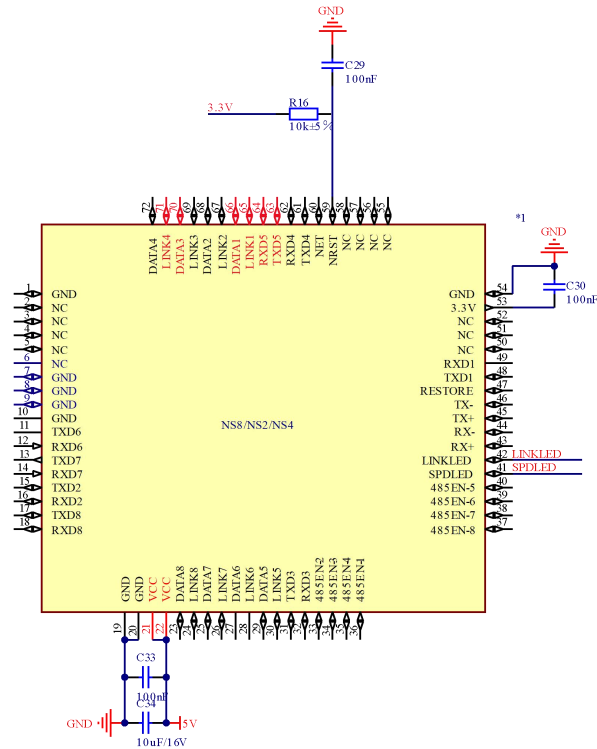 GND
C29
100nF
3.3V
R16
10k±5%
72 71 70 69 68 67 66 65 64 63 62 61 60 59 58 57 56 55
DATA4 LINK4 DATA3 LINK3 DATA2 LINK2 DATA1 LINK1 RXD5 TXD5 RXD4 TXD4 NET NRST NC NC NC NC
*1
GND
C30
100nF
1 GND
2 NC
3 NC
4 NC
5 NC
6 NC
7 GND
8 GND
9 GND
10 GND
11 TXD6
12 RXD6
13 TXD7
14 RXD7
15 TXD2
16 RXD2
17 TXD8
18 RXD8
NS8/NS2/NS4
GND 54
3.3V 53
NC 52
NC 51
NC 50
RXD1 49
TXD1 48
RESTORE 47
TX- 46
TX+ 45
RX- 44
RX+ 43
LINKLED 42 LINKLED
SPDLED 41 SPDLED
485EN-5 40
485EN-6 39
485EN-7 38
485EN-8 37
GND GND VCC VCC DATA8 LINK8 DATA7 LINK7 DATA6 LINK6 DATA5 LINK5 TXD3 RXD3 485EN-2 485EN-3 485EN-4 485EN-1
19 20 21 22 23 24 25 26 27 28 29 30 31 32 33 34 35 36
C33
100nF
C34
GND
5V
10uF/16V